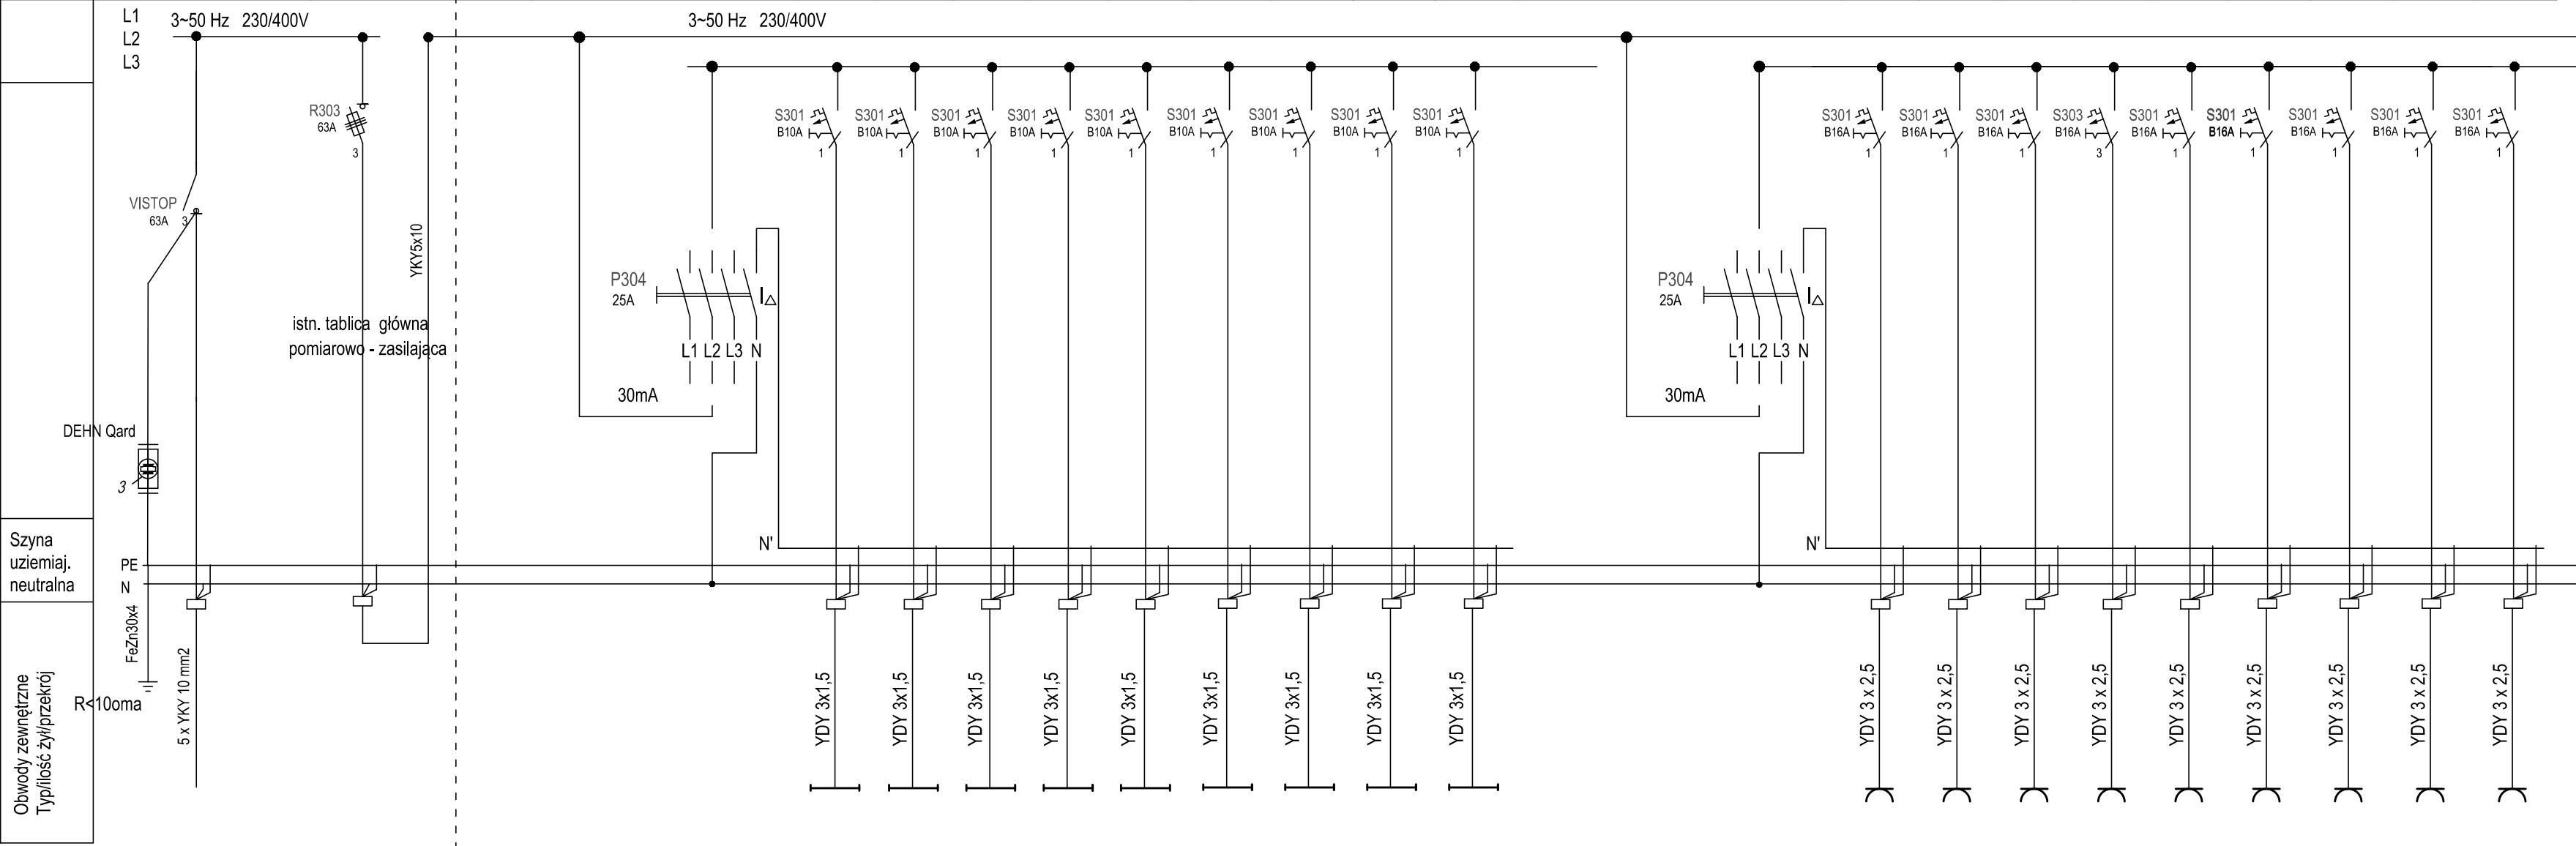 L1
L2
L3
3~50 Hz 230/400V
3~50 Hz 230/400V
R303
63A
3
VISTOP
63A
3
YKY5x10
istn. tablica główna
pomiarowo - zasilająca
DEHN Qard
3
P304
25A
I△
L1 L2 L3 N
30mA
N'
S301
B10A
1
S301
B10A
1
S301
B10A
1
S301
B10A
1
S301
B10A
1
S301
B10A
1
S301
B10A
1
S301
B10A
1
S301
B10A
1
P304
25A
I△
L1 L2 L3 N
30mA
N'
S301
B16A
1
S301
B16A
1
S301
B16A
1
S303
B16A
3
S301
B16A
1
S301
B16A
1
S301
B16A
1
S301
B16A
1
S301
B16A
1
Szyna
uziemiaj.
neutralna
PE
N
FeZn30x4
R<10oma
5 x YKY 10 mm2
Obwody zewnętrzne
Typ/ilość żył/przekrój
YDY 3x1,5
YDY 3x1,5
YDY 3x1,5
YDY 3x1,5
YDY 3x1,5
YDY 3x1,5
YDY 3x1,5
YDY 3x1,5
YDY 3x1,5
YDY 3 x 2,5
YDY 3 x 2,5
YDY 3 x 2,5
YDY 3 x 2,5
YDY 3 x 2,5
YDY 3 x 2,5
YDY 3 x 2,5
YDY 3 x 2,5
YDY 3 x 2,5